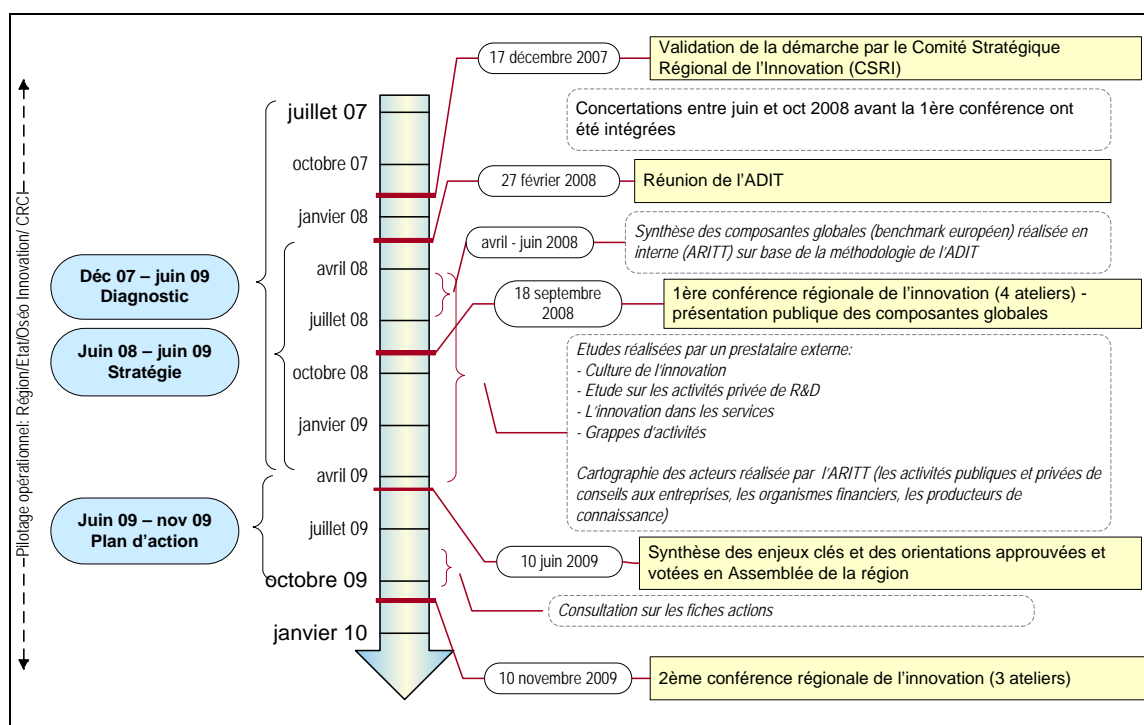 Pilotage opérationnel: Région/Etat/Oséo Innovation/ CRCI
juillet 07
octobre 07
janvier 08
avril 08
juillet 08
octobre 08
janvier 09
avril 09
juillet 09
octobre 09
janvier 10
Déc 07 – juin 09
Diagnostic
Juin 08 – juin 09
Stratégie
Juin 09 – nov 09
Plan d’action
17 décembre 2007
Validation de la démarche par le Comité Stratégique
Régional de l’Innovation (CSRI)
Concertations entre juin et oct 2008 avant la 1ère conférence ont
été intégrées
27 février 2008
Réunion de l’ADIT
avril - juin 2008
Synthèse des composantes globales (benchmark européen) réalisée en
interne (ARITT) sur base de la méthodologie de l’ADIT
18 septembre
2008
1ère conférence régionale de l’innovation (4 ateliers) -
présentation publique des composantes globales
Etudes réalisées par un prestataire externe:
- Culture de l’innovation
- Etude sur les activités privée de R&D
- L’innovation dans les services
- Grappes d’activités
Cartographie des acteurs réalisée par l’ARITT (les activités publiques et privées de
conseils aux entreprises, les organismes financiers, les producteurs de
connaissance)
10 juin 2009
Synthèse des enjeux clés et des orientations approuvées et
votées en Assemblée de la région
Consultation sur les fiches actions
10 novembre 2009
2ème conférence régionale de l’innovation (3 ateliers)